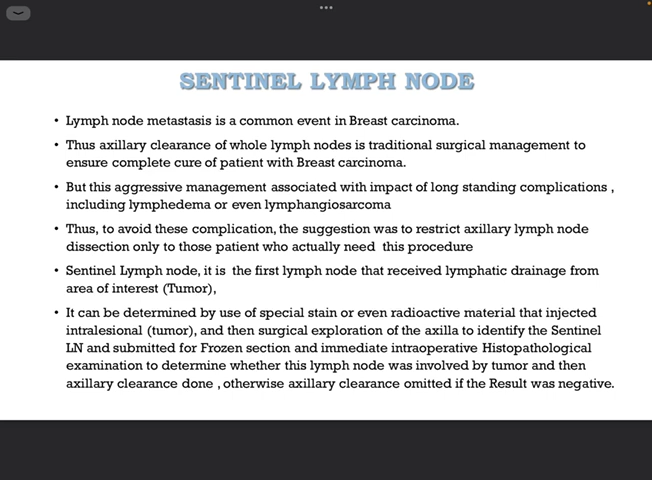 SENTINEL LYMPH NODE
• Lymph node metastasis is a common event in Breast carcinoma.
• Thus axillary clearance of whole lymph nodes is traditional surgical management to
ensure complete cure of patient with Breast carcinoma.
• But this aggressive management associated with impact of long standing complications ,
including lymphedema or even lymphangiosarcoma
• Thus, to avoid these complication, the suggestion was to restrict axillary lymph node
dissection only to those patient who actually need  this procedure
• Sentinel Lymph node, it is  the first lymph node that received lymphatic drainage from
area of interest (Tumor),
• It can be determined by use of special stain or even radioactive material that injected
intralesional (tumor), and then surgical exploration of the axilla to identify the Sentinel
LN and submitted for Frozen section and immediate intraoperative Histopathological
examination to determine whether this lymph node was involved by tumor and then
axillary clearance done , otherwise axillary clearance omitted if the Result was negative.